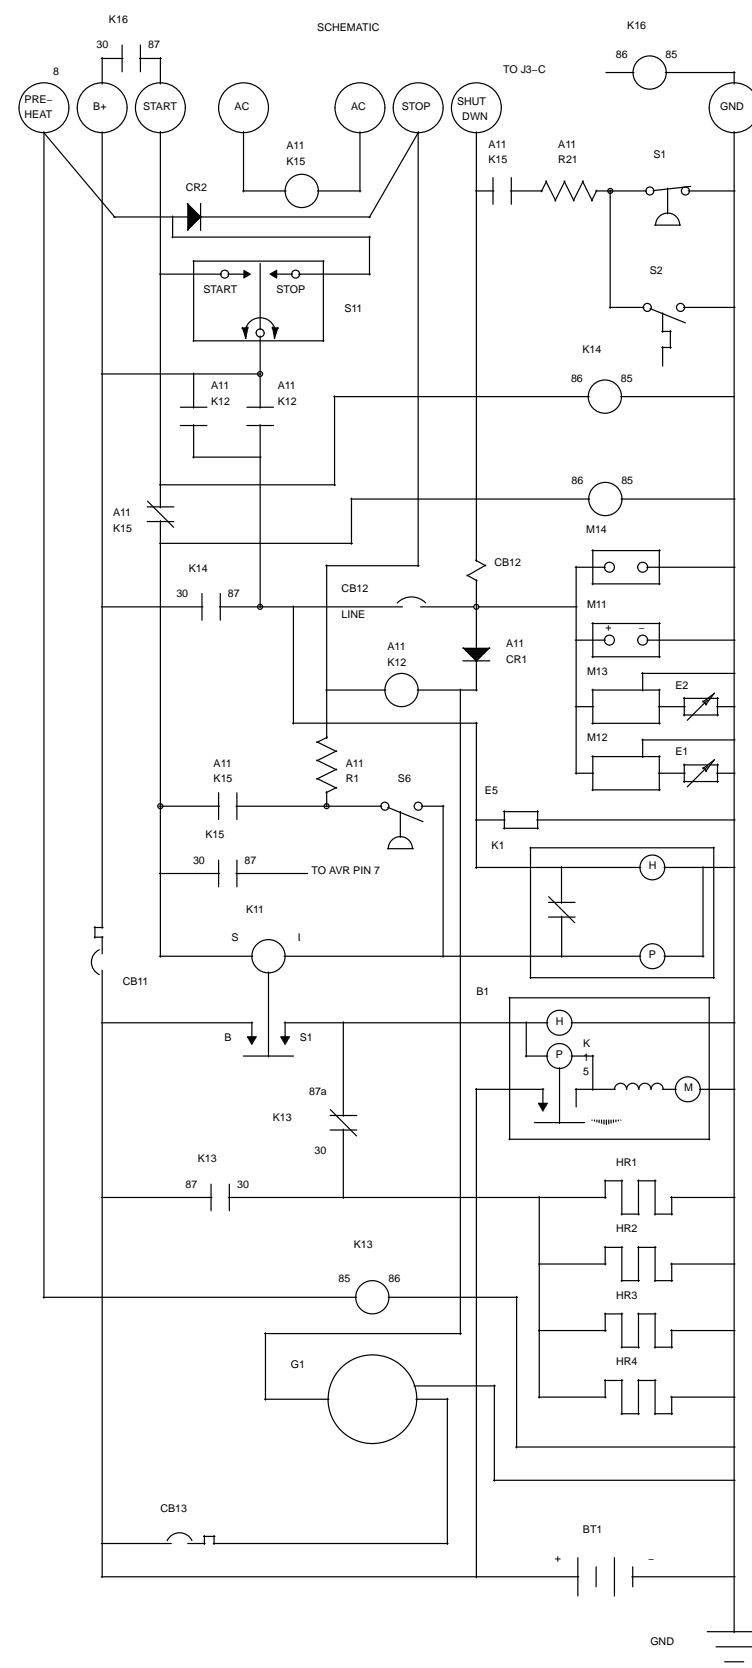 K16
SCHEMATIC
K16
30 87
86 85
8
TO J3-C
PRE-
HEAT
B+
START
AC
AC
STOP
SHUT
DWN
GND
A11
K15
A11
K15
A11
R21
S1
CR2
S2
START
STOP
S11
K14
A11
K12
A11
K12
86 85
86 85
A11
K15
M14
K14
CB12
30 87
CB12
LINE
M11
+ -
A11
K12
A11
CR1
M13
E2
M12
E1
A11
K15
A11
R1
S6
E5
K15
K1
30 87
TO AVR PIN 7
H
K11
S I
P
CB11
B1
B S1
H
P
K
1
5
M
87a
K13
30
K13
HR1
87 30
HR2
K13
85 86
HR3
G1
HR4
CB13
BT1
+ -
GND